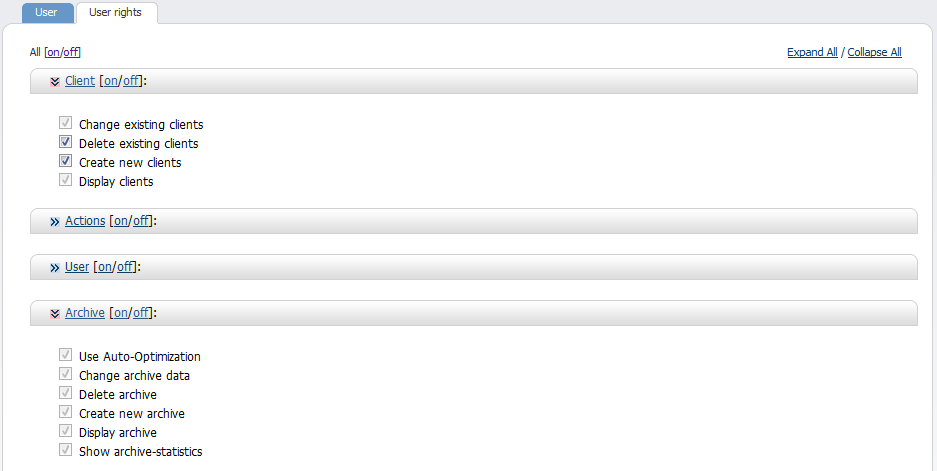 User User rights
All [on/off] Expand All / Collapse All
Client [on/off]:
Change existing clients
Delete existing clients
Create new clients
Display clients
Actions [on/off]:
User [on/off]:
Archive [on/off]:
Use Auto-Optimization
Change archive data
Delete archive
Create new archive
Display archive
Show archive-statistics